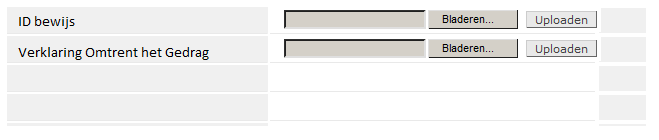 ID bewijs Bladeren... Uploaden
Verklaring Omtrent het Gedrag Bladeren... Uploaden